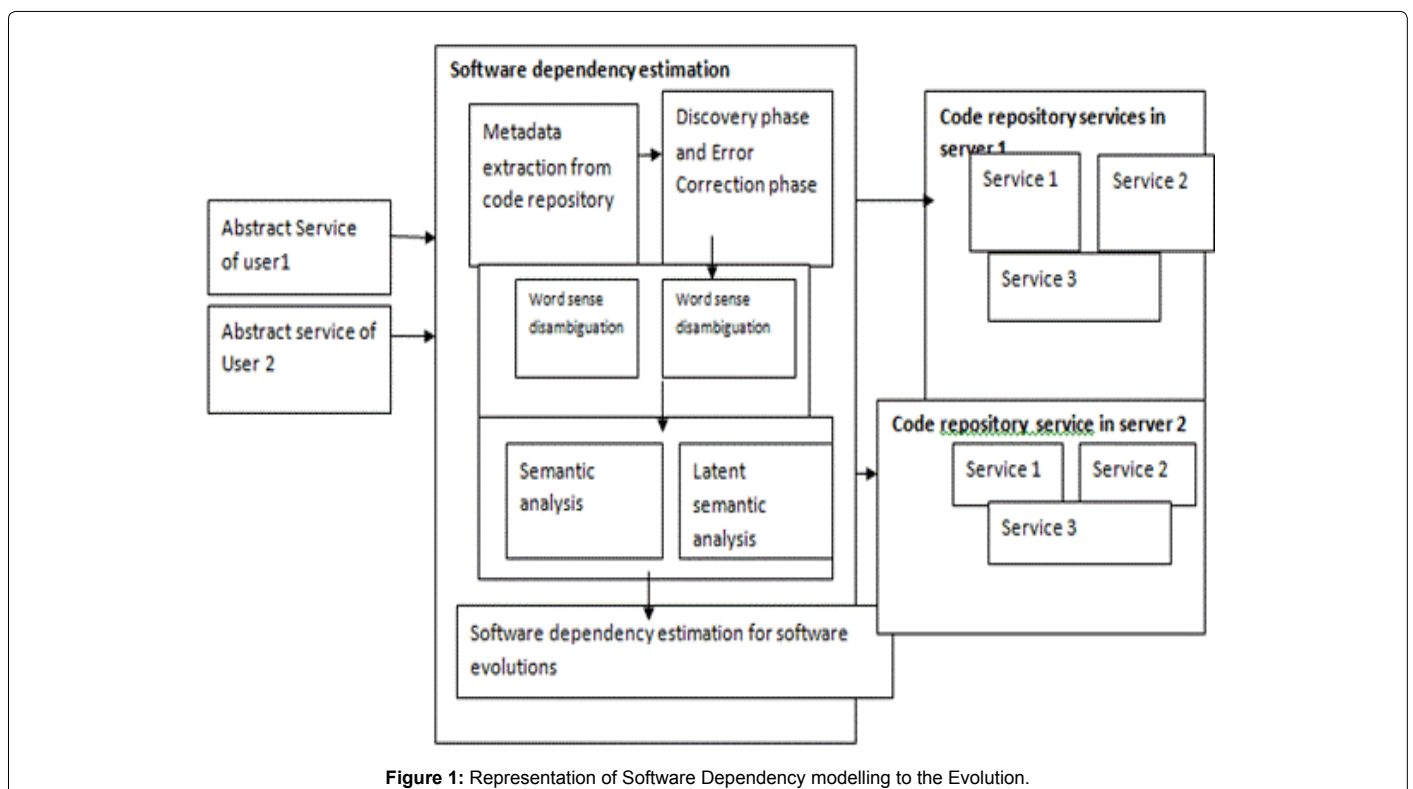 Software dependency estimation
Metadata
extraction from
code repository
Discovery phase
and Error
Correction phase
Abstract Service
of user1
Abstract service of
User 2
Word sense
disambiguation
Word sense
disambiguation
Semantic
analysis
Latent
semantic
analysis
Software dependency estimation for software
evolutions
Code repository services in
server 1
Service 1
Service 2
Service 3
Code repository service in server 2
Service 1
Service 2
Service 3
Figure 1: Representation of Software Dependency modelling to the Evolution.